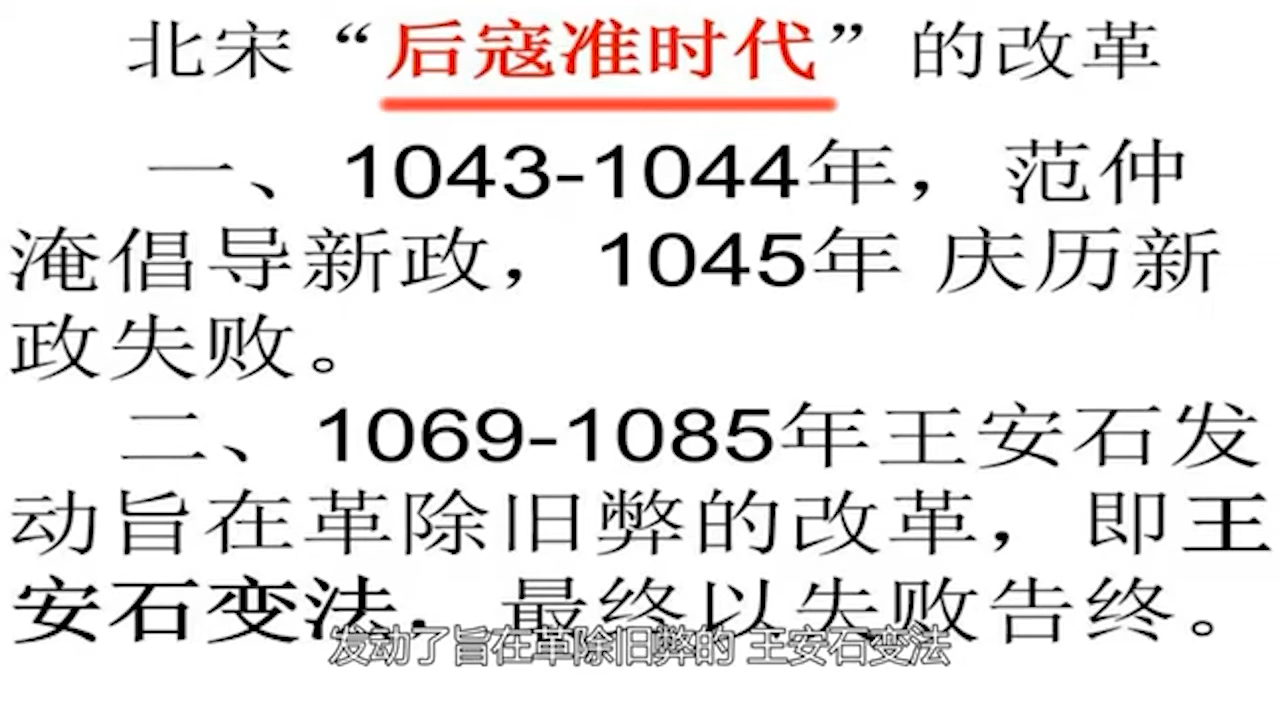 北宋“后寇准时代”的改革
一、1043-1044年，范仲
淹倡导新政，1045年 庆历新
政失败。
二、1069-1085年王安石发
动旨在革除旧弊的改革，即王
安石变法，最终以失败告终。
发动了旨在革除旧弊的 王安石变法